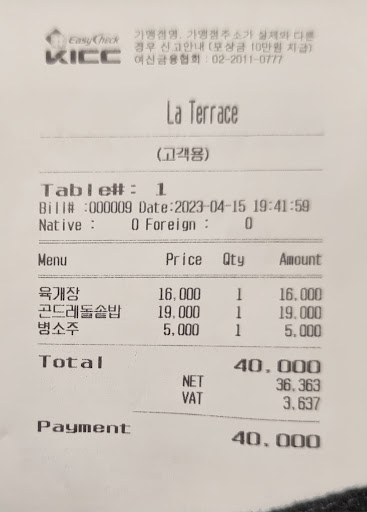 EasyCheck
KICC
가맹점명, 가맹점주소가 실제와 다른
경우 신고안내 (포상금 10만원 지급)
여신금융협회 : 02-2011-0777
La Terrace
(고객용)
Table#: 1
Bill# :000009 Date:2023-04-15 19:41:59
Native : 0 Foreign : 0
Menu Price Qty Amount
육개장 16,000 1 16,000
곤드레돌솥밥 19,000 1 19,000
병소주 5,000 1 5,000
Total 40,000
NET 36,363
VAT 3,637
Payment 40,000